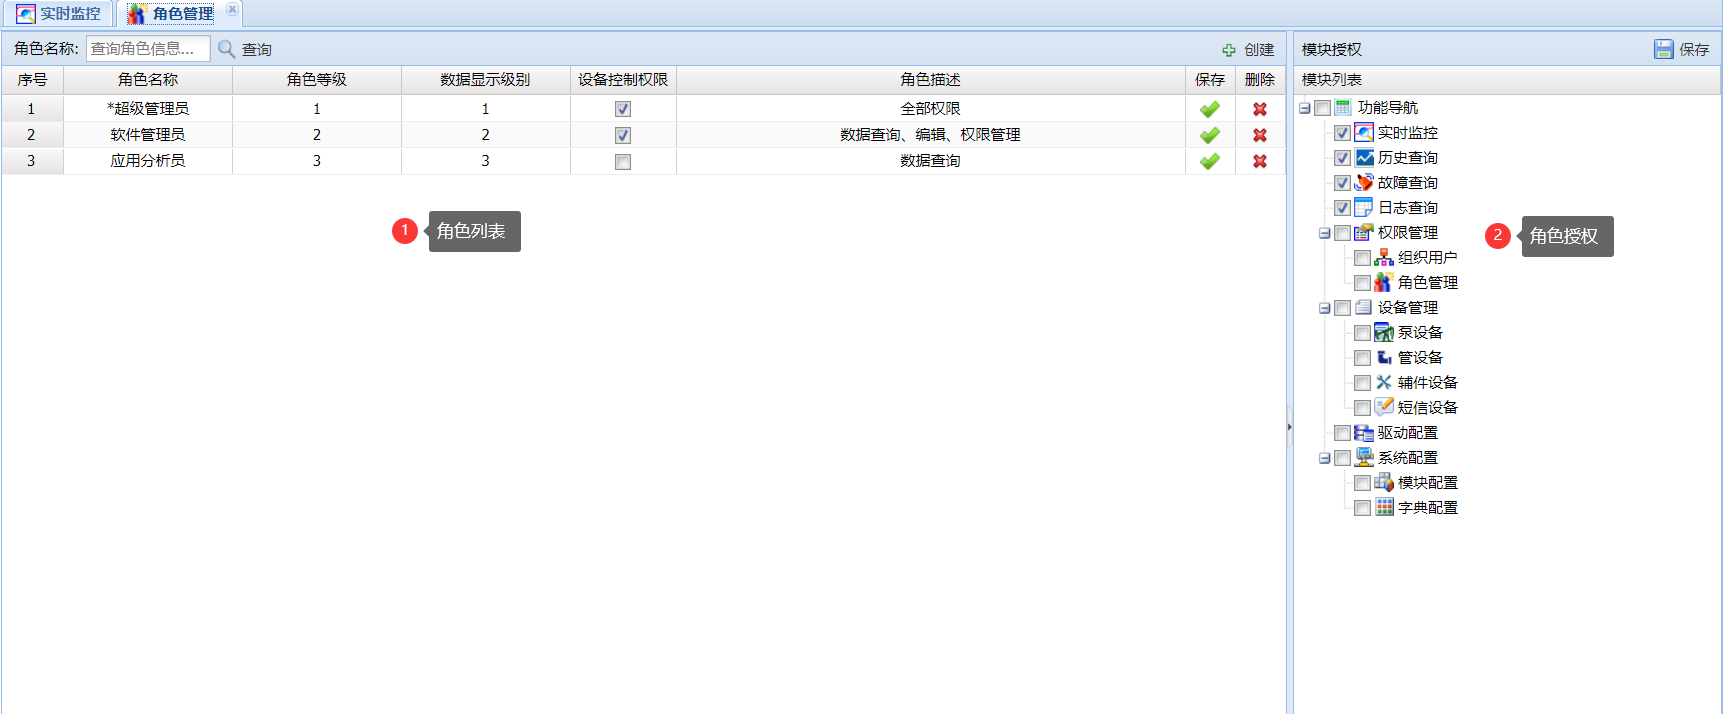 实时监控 角色管理
角色名称: 查询角色信息... 查询 创建
序号 角色名称 角色等级 数据显示级别 设备控制权限 角色描述 保存 删除
1 *超级管理员 1 1 全部权限
2 软件管理员 2 2 数据查询、编辑、权限管理
3 应用分析员 3 3 数据查询
1 角色列表
模块授权 保存
模块列表
功能导航
实时监控
历史查询
故障查询
日志查询
权限管理
2 角色授权
组织用户
角色管理
设备管理
泵设备
管设备
辅件设备
短信设备
驱动配置
系统配置
模块配置
字典配置